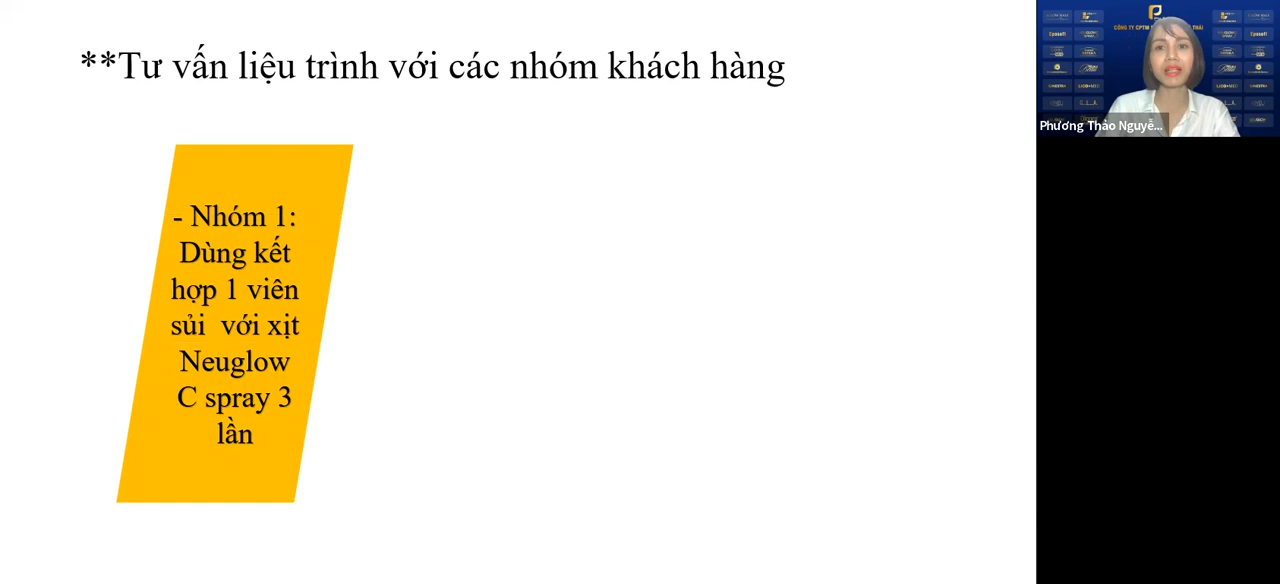 **Tư vấn liệu trình với các nhóm khách hàng
- Nhóm 1:
Dùng kết
hợp 1 viên
sủi  với xịt
Neuglow
C spray 3
lần
Phương Thảo Nguyễ...